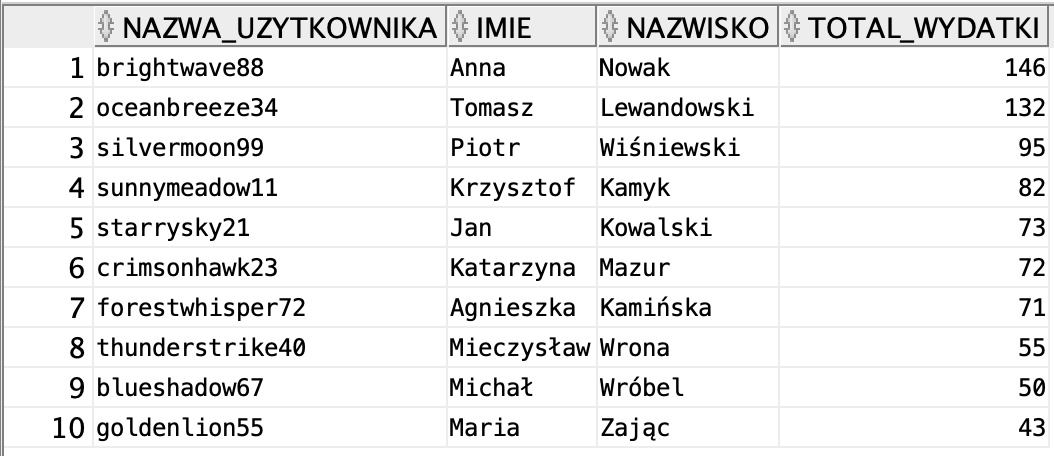 NAZWA_UZYTKOWNIKA IMIE NAZWISKO TOTAL_WYDATKI
1 brightwave88 Anna Nowak 146
2 oceanbreeze34 Tomasz Lewandowski 132
3 silvermoon99 Piotr Wiśniewski 95
4 sunnymeadow11 Krzysztof Kamyk 82
5 starrysky21 Jan Kowalski 73
6 crimsonhawk23 Katarzyna Mazur 72
7 forestwhisper72 Agnieszka Kamińska 71
8 thunderstrike40 Mieczysław Wrona 55
9 blueshadow67 Michał Wróbel 50
10 goldenlion55 Maria Zając 43